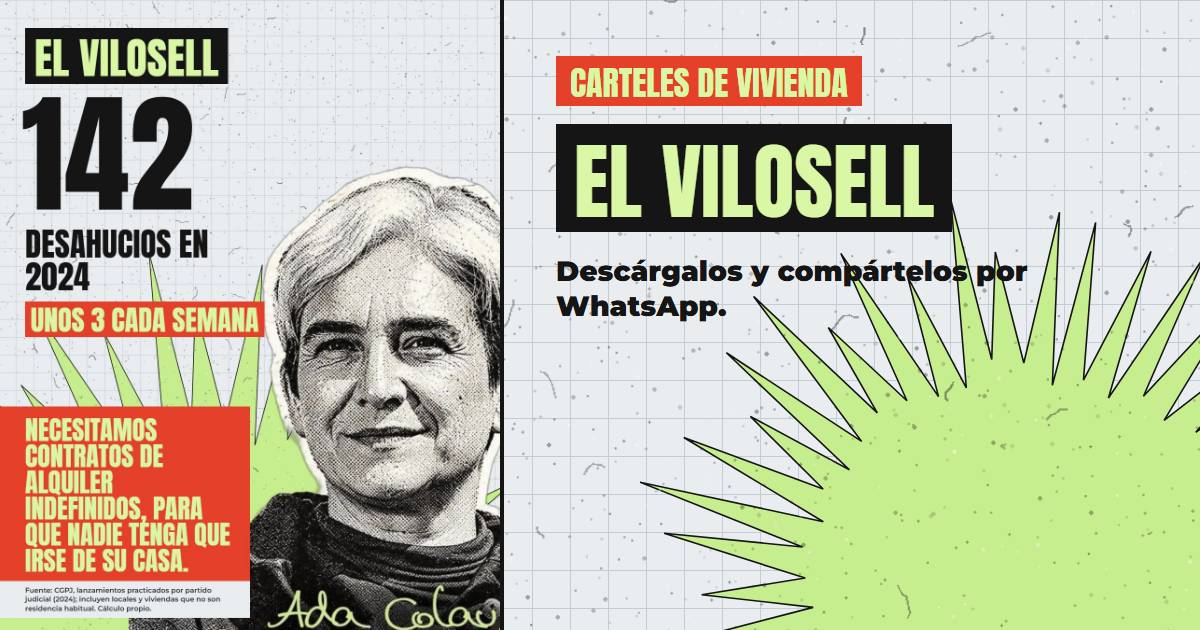 EL VILOSELL
142
DESAHUCIOS EN
2024
UNOS 3 CADA SEMANA
NECESITAMOS
CONTRATOS DE
ALQUILER
INDEFINIDOS, PARA
QUE NADIE TENGA QUE
IRSE DE SU CASA.
Fuente: CGPJ, lanzamientos practicados por partido
judicial (2024); incluyen locales y viviendas que no son
residencia habitual. Cálculo propio.
Ada Colau
CARTELES DE VIVIENDA
EL VILOSELL
Descárgalos y compártelos por
WhatsApp.